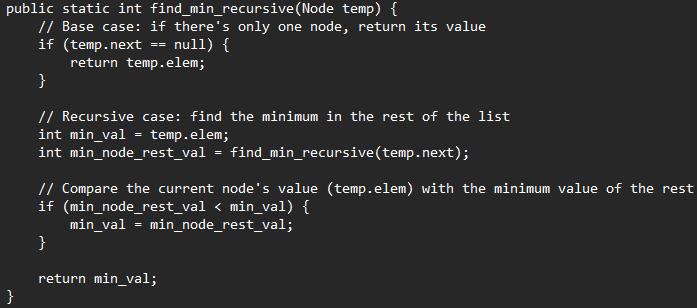 public static int find_min_recursive(Node temp) {
    // Base case: if there's only one node, return its value
    if (temp.next == null) {
        return temp.elem;
    }

    // Recursive case: find the minimum in the rest of the list
    int min_val = temp.elem;
    int min_node_rest_val = find_min_recursive(temp.next);

    // Compare the current node's value (temp.elem) with the minimum value of the rest
    if (min_node_rest_val < min_val) {
        min_val = min_node_rest_val;
    }

    return min_val;
}